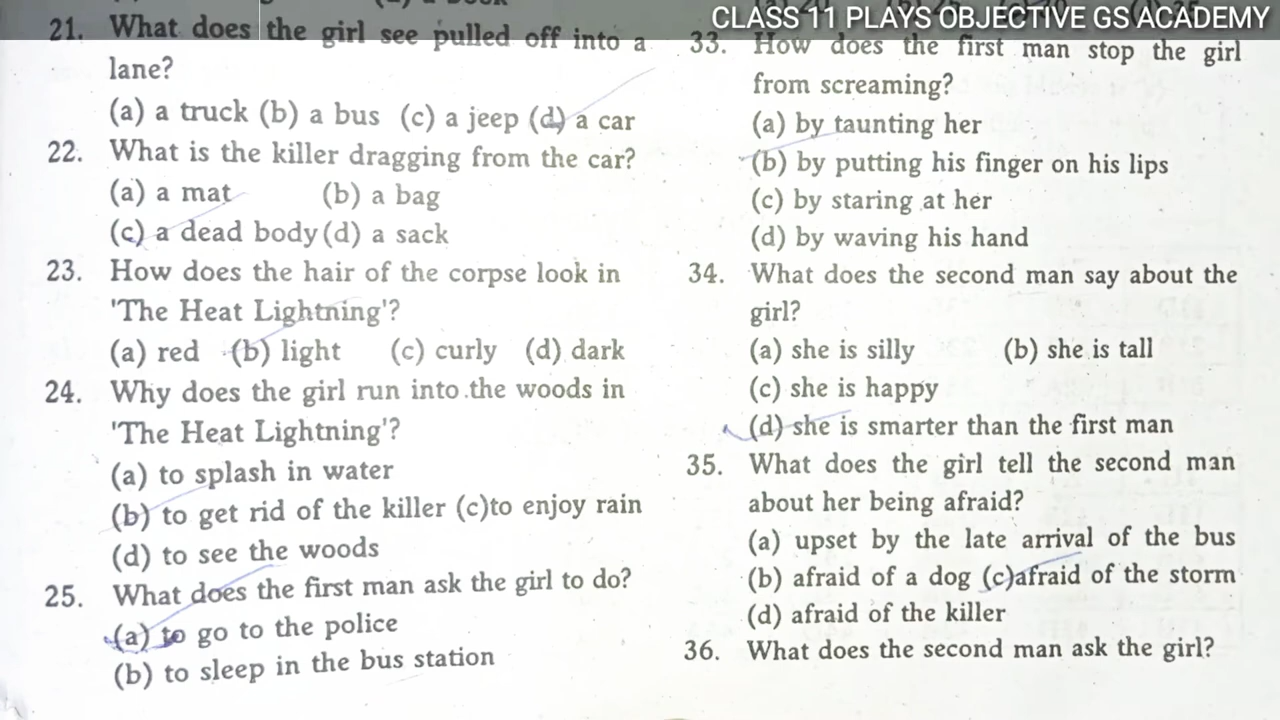 CLASS 11 PLAYS OBJECTIVE GS ACADEMY
21. What does the girl see pulled off into a
lane?
(a) a truck (b) a bus (c) a jeep (d) a car
22. What is the killer dragging from the car?
(a) a mat (b) a bag
(c) a dead body (d) a sack
23. How does the hair of the corpse look in
'The Heat Lightning'?
(a) red (b) light (c) curly (d) dark
24. Why does the girl run into the woods in
'The Heat Lightning'?
(a) to splash in water
(b) to get rid of the killer (c)to enjoy rain
(d) to see the woods
25. What does the first man ask the girl to do?
(a) to go to the police
(b) to sleep in the bus station
33. How does the first man stop the girl
from screaming?
(a) by taunting her
(b) by putting his finger on his lips
(c) by staring at her
(d) by waving his hand
34. What does the second man say about the
girl?
(a) she is silly (b) she is tall
(c) she is happy
(d) she is smarter than the first man
35. What does the girl tell the second man
about her being afraid?
(a) upset by the late arrival of the bus
(b) afraid of a dog (c)afraid of the storm
(d) afraid of the killer
36. What does the second man ask the girl?